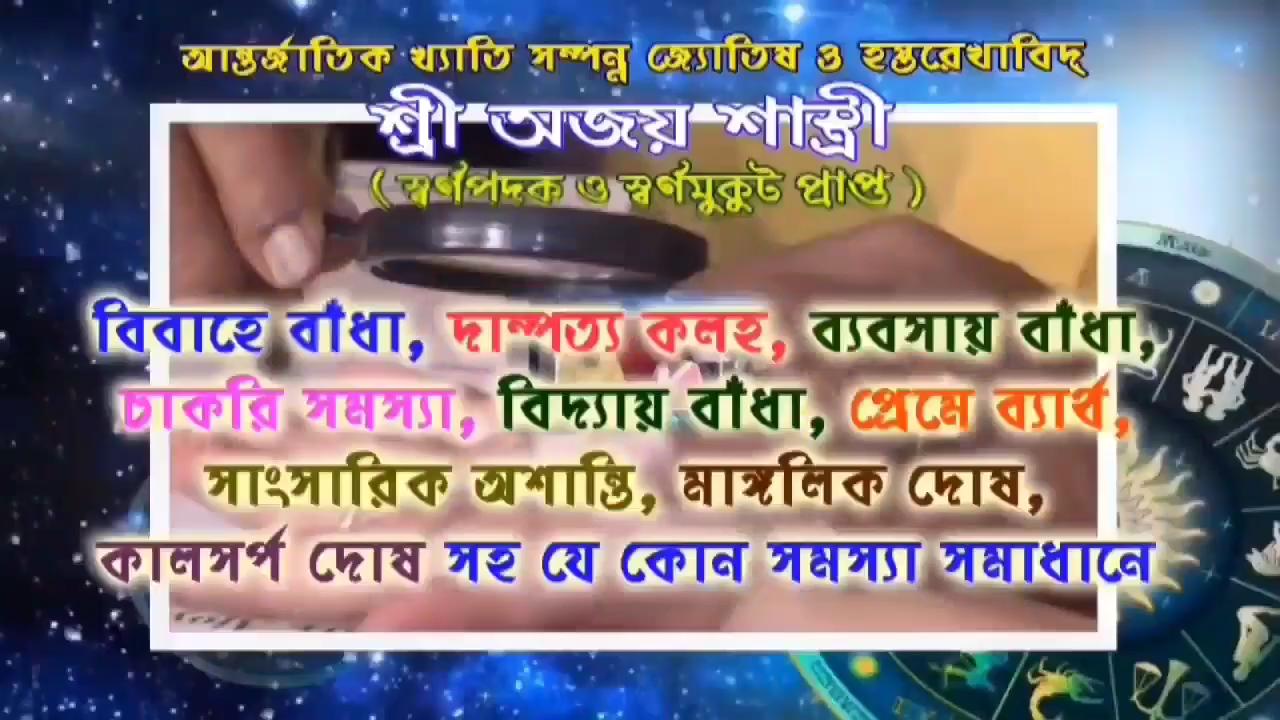 আন্তর্জাতিক খ্যাতি সম্পন্ন জ্যোতিষ ও হস্তরেখাবিদ্
শ্রী অজয় শাস্ত্রী
( স্বর্ণপদক ও স্বর্ণমুকুট প্রাপ্ত )
বিবাহে বাঁধা, দাম্পত্য কলহ, ব্যবসায় বাঁধা,
চাকরি সমস্যা, বিদ্যায় বাঁধা, প্রেমে ব্যার্থ,
সাংসারিক অশান্তি, মাঙ্গলিক দোষ,
কালসর্প দোষ সহ যে কোন সমস্যা সমাধানে